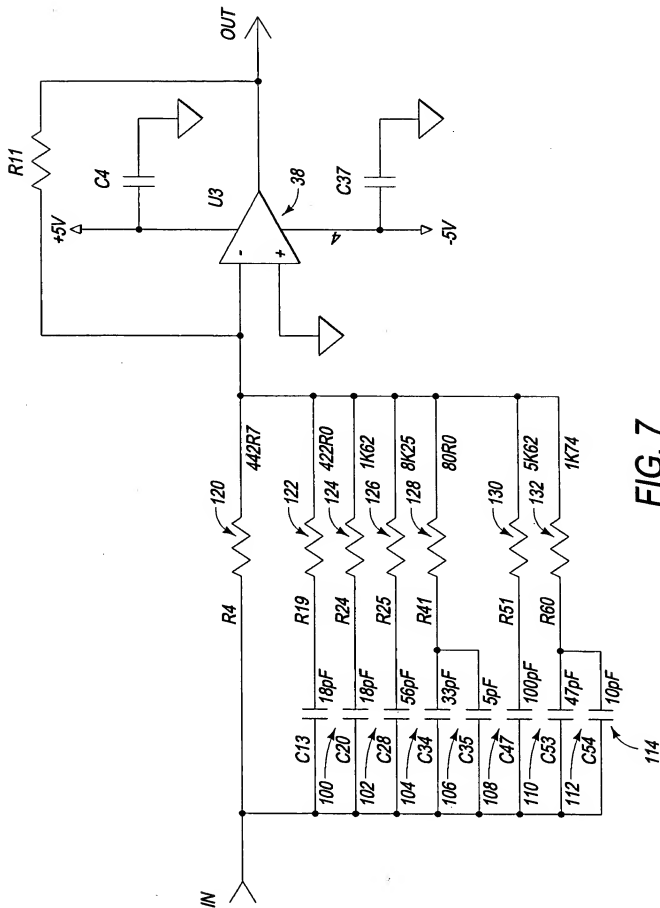 IN
R4
120
442R7
C13
18pF
R19
122
422R0
100
C20
18pF
R24
124
1K62
102
C28
56pF
R25
126
8K25
104
C34
33pF
R41
128
80R0
106
C35
5pF
108
C47
100pF
R51
130
5K62
110
C53
47pF
R60
132
1K74
112
C54
10pF
114
R11
+5V
C4
U3
-
+
38
4
C37
-5V
OUT
FIG. 7